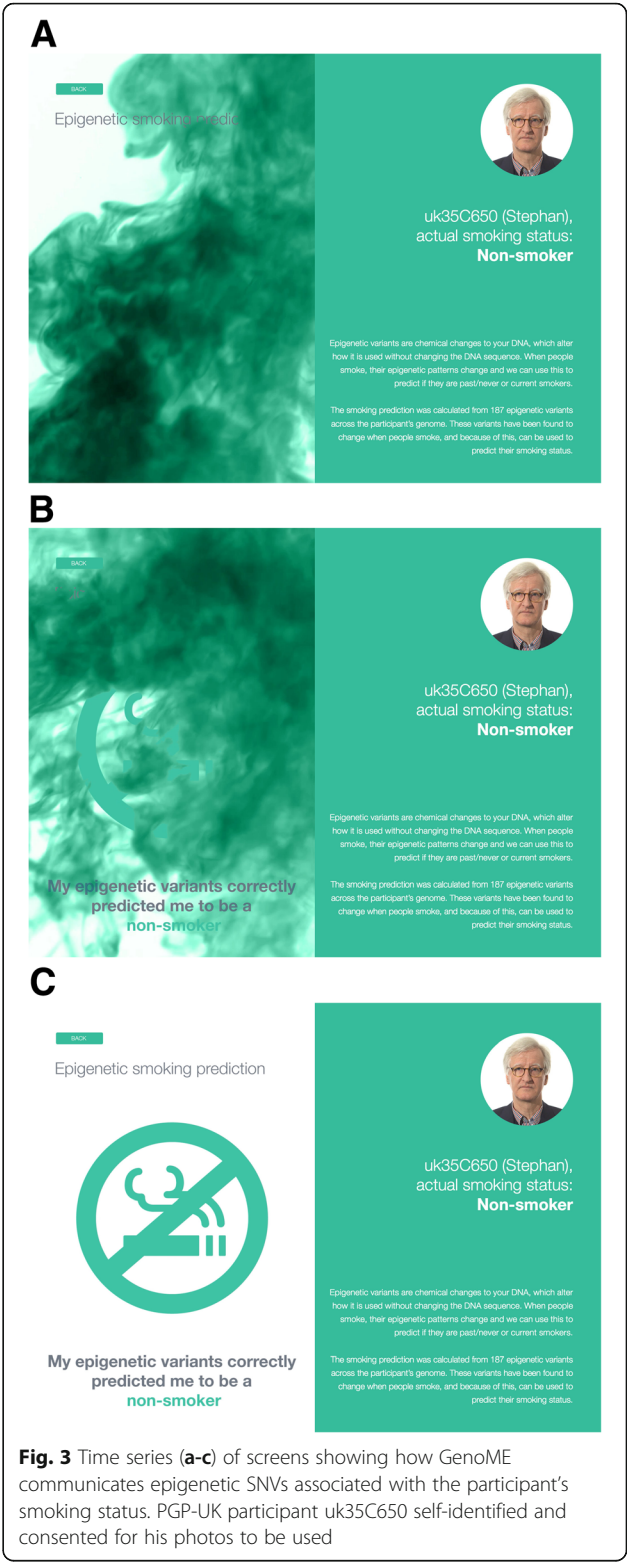 A
BACK
Epigenetic smoking predic
uk35C650 (Stephan),
actual smoking status:
Non-smoker
Epigenetic variants are chemical changes to your DNA, which alter
how it is used without changing the DNA sequence. When people
smoke, their epigenetic patterns change and we can use this to
predict if they are past/never or current smokers.
The smoking prediction was calculated from 187 epigenetic variants
across the participant's genome. These variants have been found to
change when people smoke, and because of this, can be used to
predict their smoking status.
B
BACK
My epigenetic variants correctly
predicted me to be a
non-smoker
uk35C650 (Stephan),
actual smoking status:
Non-smoker
Epigenetic variants are chemical changes to your DNA, which alter
how it is used without changing the DNA sequence. When people
smoke, their epigenetic patterns change and we can use this to
predict if they are past/never or current smokers.
The smoking prediction was calculated from 187 epigenetic variants
across the participant's genome. These variants have been found to
change when people smoke, and because of this, can be used to
predict their smoking status.
C
BACK
Epigenetic smoking prediction
My epigenetic variants correctly
predicted me to be a
non-smoker
uk35C650 (Stephan),
actual smoking status:
Non-smoker
Epigenetic variants are chemical changes to your DNA, which alter
how it is used without changing the DNA sequence. When people
smoke, their epigenetic patterns change and we can use this to
predict if they are past/never or current smokers.
The smoking prediction was calculated from 187 epigenetic variants
across the participant's genome. These variants have been found to
change when people smoke, and because of this, can be used to
predict their smoking status.
Fig. 3 Time series (a-c) of screens showing how GenoME
communicates epigenetic SNVs associated with the participant's
smoking status. PGP-UK participant uk35C650 self-identified and
consented for his photos to be used